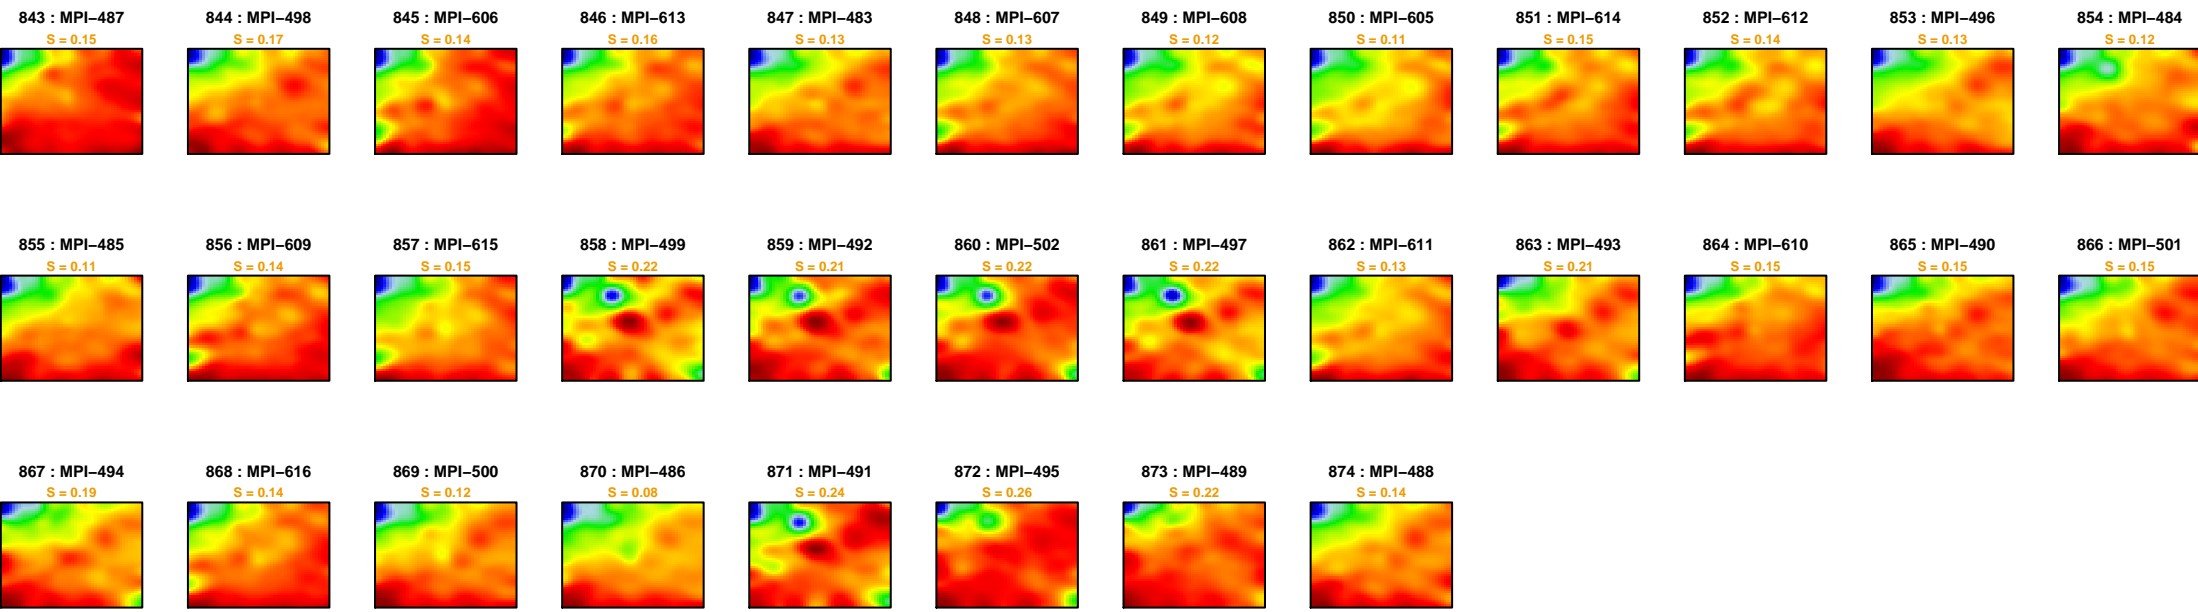 843 : MPI−487 844 : MPI−498 845 : MPI−606 846 : MPI−613 847 : MPI−483 848 : MPI−607 849 : MPI−608 850 : MPI−605 851 : MPI−614 852 : MPI−612 853 : MPI−496 854 : MPI−484
S = 0.15 S = 0.17 S = 0.14 S = 0.16 S = 0.13 S = 0.13 S = 0.12 S = 0.11 S = 0.15 S = 0.14 S = 0.13 S = 0.12
855 : MPI−485 856 : MPI−609 857 : MPI−615 858 : MPI−499 859 : MPI−492 860 : MPI−502 861 : MPI−497 862 : MPI−611 863 : MPI−493 864 : MPI−610 865 : MPI−490 866 : MPI−501
S = 0.11 S = 0.14 S = 0.15 S = 0.22 S = 0.21 S = 0.22 S = 0.22 S = 0.13 S = 0.21 S = 0.15 S = 0.15 S = 0.15
867 : MPI−494 868 : MPI−616 869 : MPI−500 870 : MPI−486 871 : MPI−491 872 : MPI−495 873 : MPI−489 874 : MPI−488
S = 0.19 S = 0.14 S = 0.12 S = 0.08 S = 0.24 S = 0.26 S = 0.22 S = 0.14